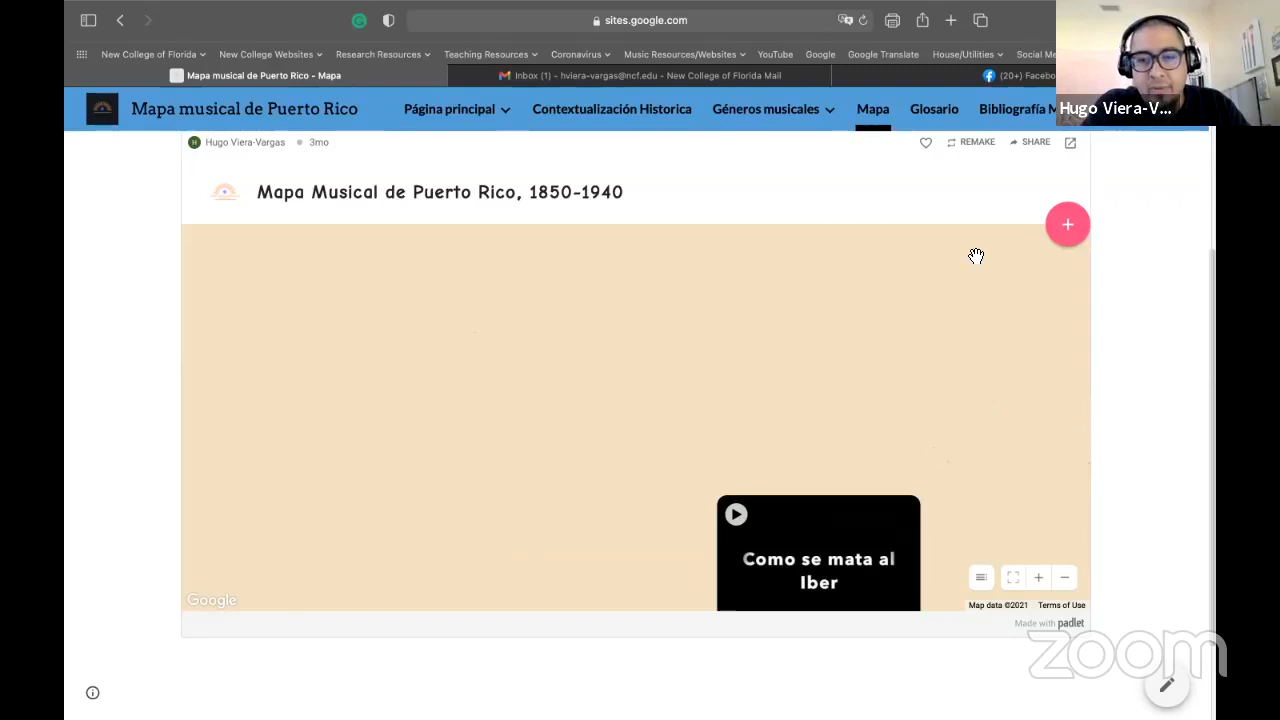 sites.google.com
New College of Florida
New College Websites
Research Resources
Teaching Resources
Coronavirus
Music Resources/Websites
YouTube
Google
Google Translate
House/Utilities
Social Me
Mapa musical de Puerto Rico - Mapa
Inbox (1) - hviera-vargas@ncf.edu - New College of Florida Mail
(20+) Facebo
Hugo Viera-V...
Mapa musical de Puerto Rico
Página principal
Contextualización Historica
Géneros musicales
Mapa
Glosario
Bibliografía M
H
Hugo Viera-Vargas
3mo
REMAKE
SHARE
Mapa Musical de Puerto Rico, 1850-1940
Como se mata al
Iber
Google
Map data ©2021
Terms of Use
Made with padlet
zoom